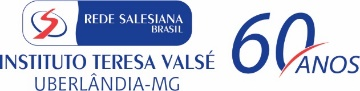 REDE SALESIANA
BRASIL
INSTITUTO TERESA VALSÉ
UBERLÂNDIA-MG
60 ANOS